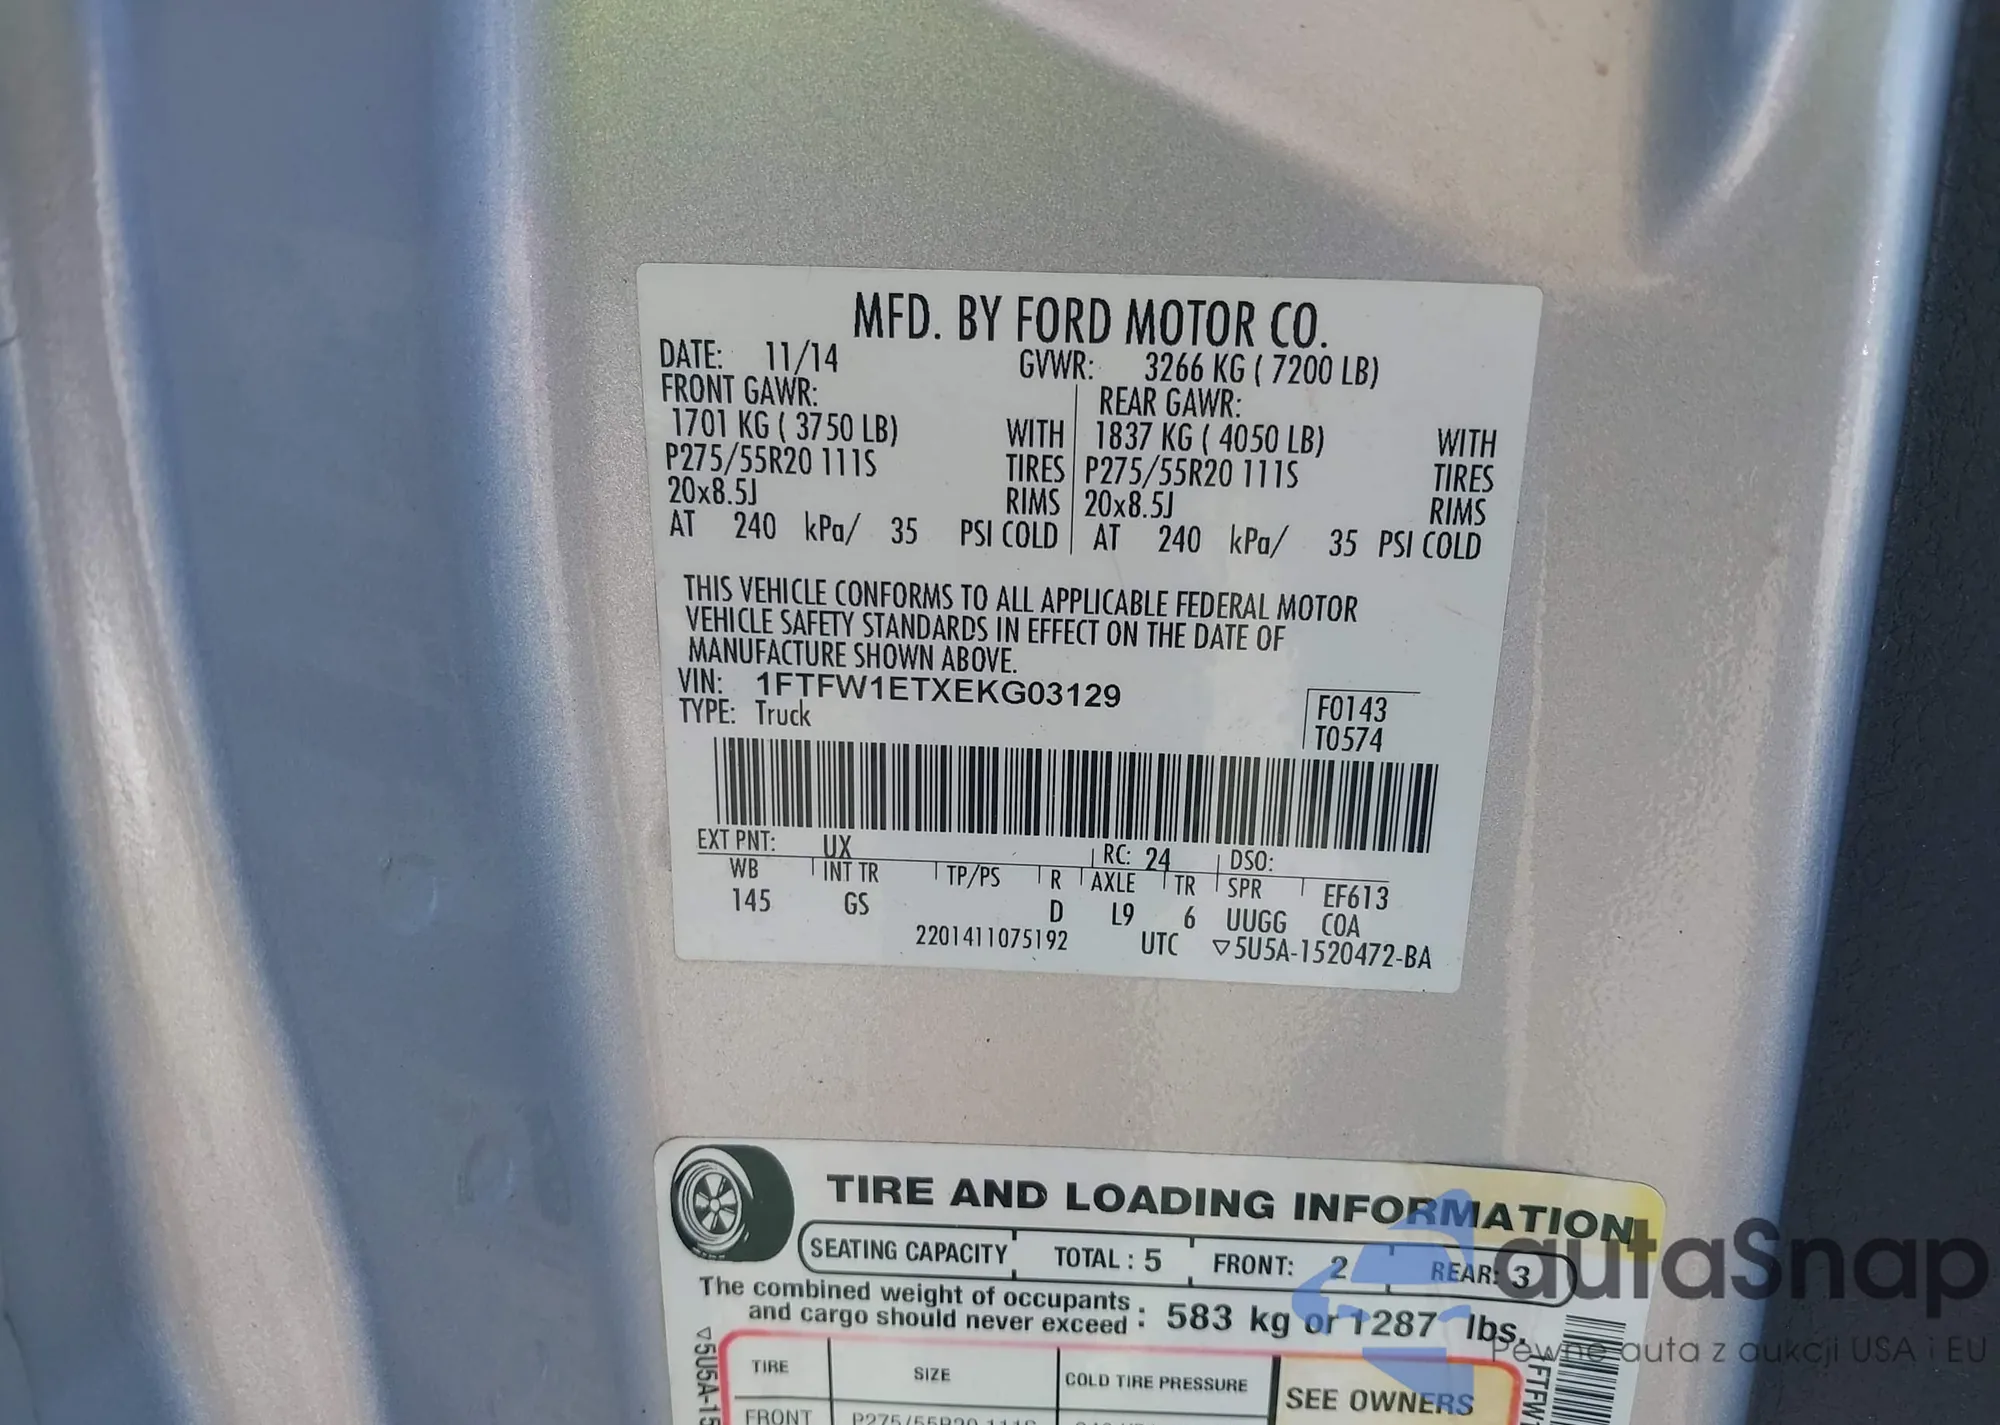 MFD. BY FORD MOTOR CO.
DATE: 11/14 GVWR: 3266 KG ( 7200 LB)
FRONT GAWR: REAR GAWR:
1701 KG ( 3750 LB) WITH 1837 KG ( 4050 LB) WITH
P275/55R20 111S TIRES P275/55R20 111S TIRES
20x8.5J RIMS 20x8.5J RIMS
AT 240 kPa/ 35 PSI COLD AT 240 kPa/ 35 PSI COLD
THIS VEHICLE CONFORMS TO ALL APPLICABLE FEDERAL MOTOR
VEHICLE SAFETY STANDARDS IN EFFECT ON THE DATE OF
MANUFACTURE SHOWN ABOVE.
VIN: 1FTFW1ETXEKG03129 F0143
TYPE: Truck T0574
EXT PNT: UX RC: 24 DSO:
WB INT TR TP/PS R AXLE TR SPR EF613
145 GS D L9 6 UUGG COA
2201411075192 UTC ▽5U5A-1520472-BA
TIRE AND LOADING INFORMATION
SEATING CAPACITY TOTAL : 5 FRONT: 2 REAR: 3
The combined weight of occupants
and cargo should never exceed : 583 kg or 1287 lbs.
TIRE SIZE COLD TIRE PRESSURE SEE OWNERS
FRONT P275/55R20 111S
▽5U5A-15
autaSnap
Pewne auta z aukcji USA i EU